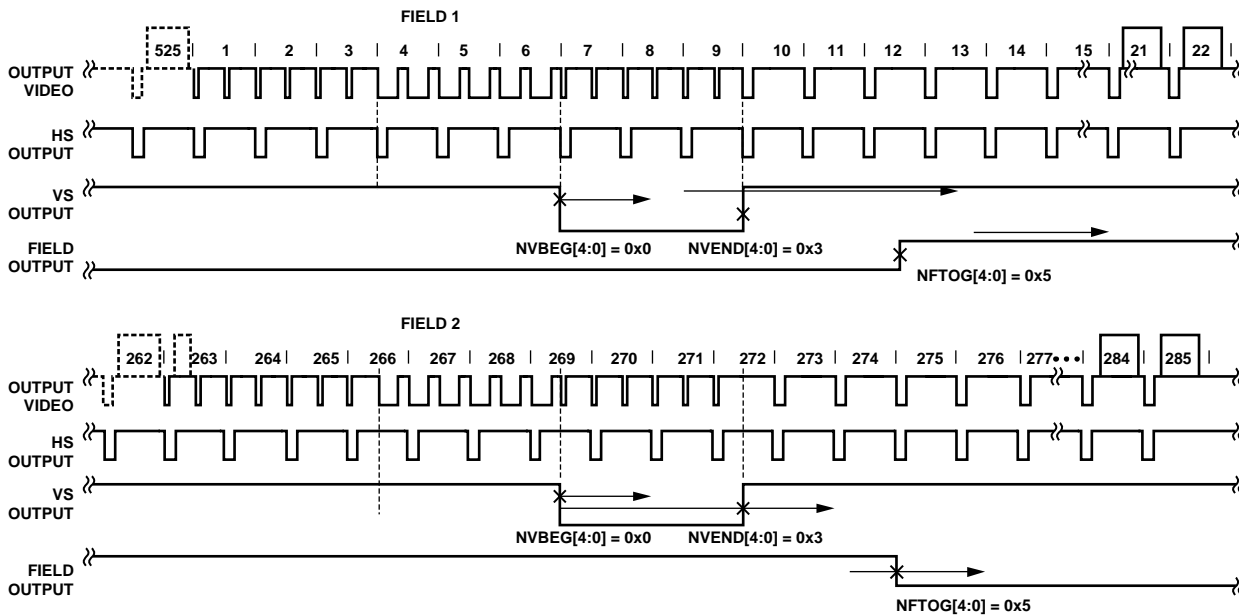 FIELD 1
525 1 2 3 4 5 6 7 8 9 10 11 12 13 14 15 21 22
OUTPUT
VIDEO
HS
OUTPUT
VS
OUTPUT
NVBEG[4:0] = 0x0 NVEND[4:0] = 0x3
FIELD
OUTPUT
NFTOG[4:0] = 0x5
FIELD 2
262 263 264 265 266 267 268 269 270 271 272 273 274 275 276 277 284 285
OUTPUT
VIDEO
HS
OUTPUT
VS
OUTPUT
NVBEG[4:0] = 0x0 NVEND[4:0] = 0x3
FIELD
OUTPUT
NFTOG[4:0] = 0x5